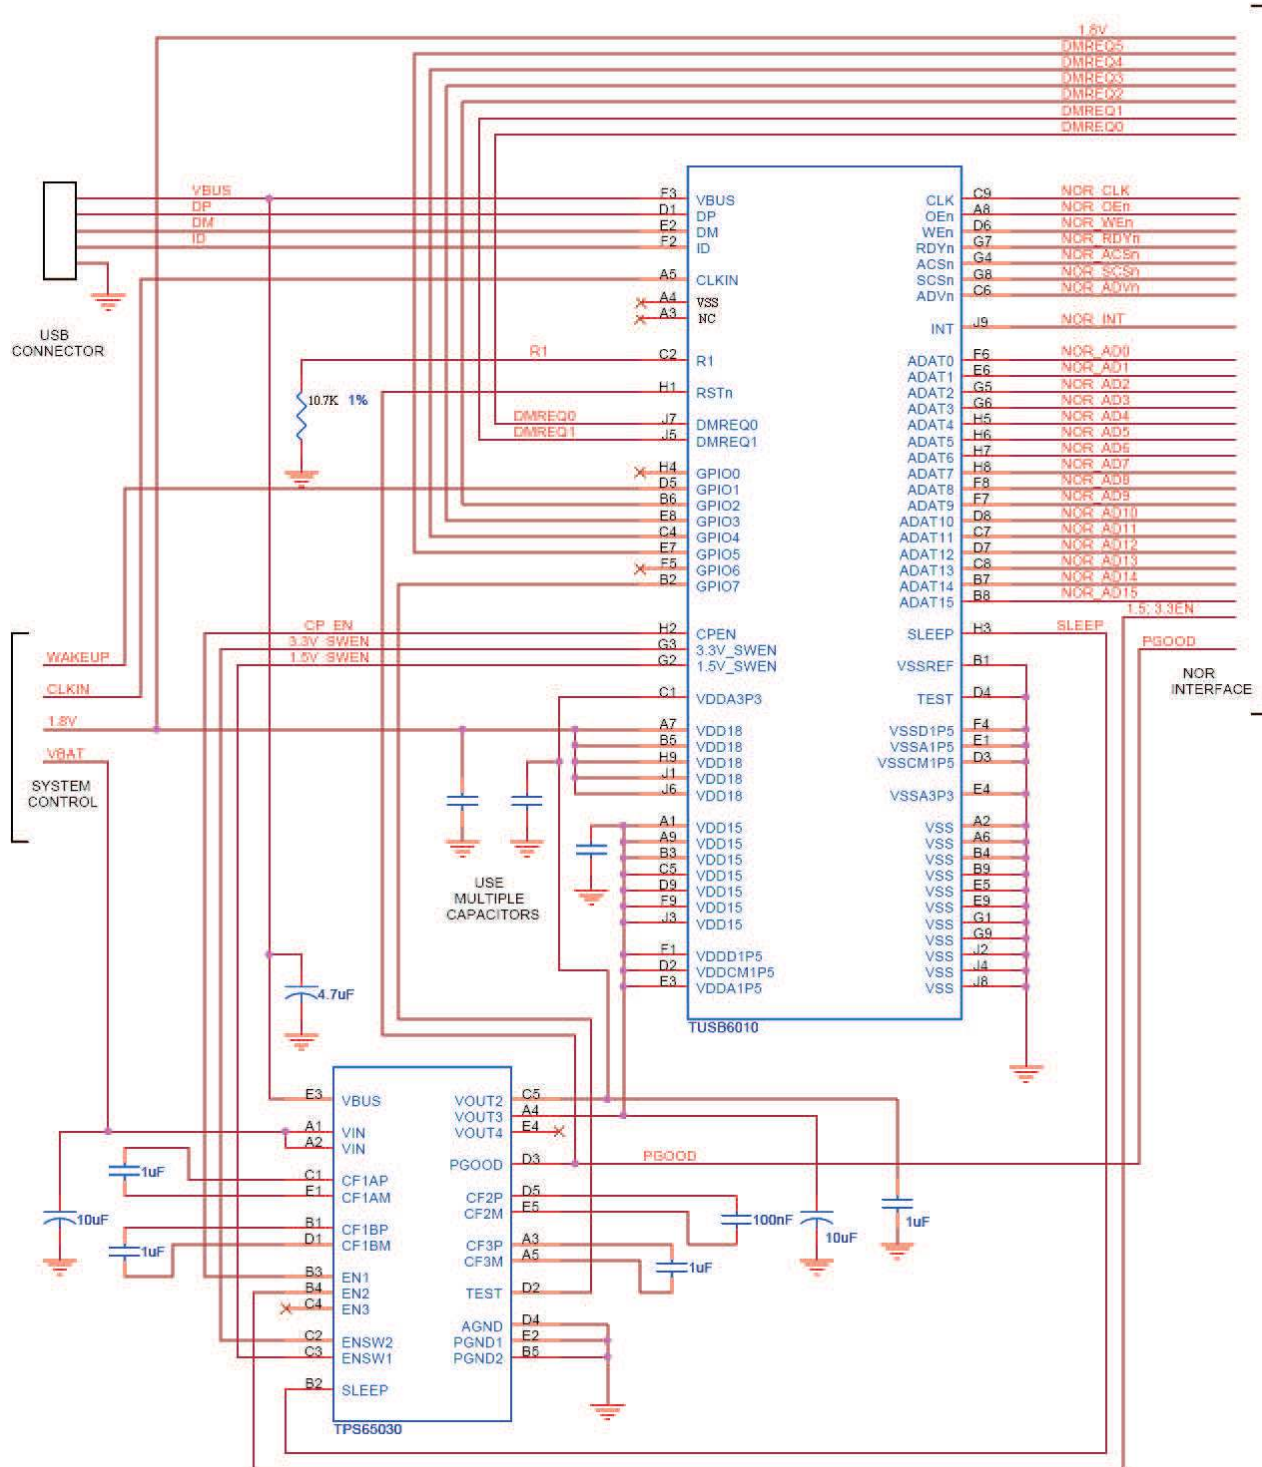 1.8V
DMREQ5
DMREQ4
DMREQ3
DMREQ2
DMREQ1
DMREQ0
VBUS
DP
DM
ID
USB
CONNECTOR
F3 VBUS
D1 DP
E2 DM
F2 ID
A5 CLKIN
A4 VSS
A3 NC
R1 C2 R1
H1 RSTn
10.7K 1%
DMREQ0 J7 DMREQ0
DMREQ1 J5 DMREQ1
H4 GPIO0
D5 GPIO1
B6 GPIO2
E8 GPIO3
C4 GPIO4
E7 GPIO5
F5 GPIO6
B2 GPIO7
CP_EN H2 CPEN
3.3V_SWEN G3 3.3V_SWEN
1.5V_SWEN G2 1.5V_SWEN
C1 VDDA3P3
A7 VDD18
B5 VDD18
H9 VDD18
J1 VDD18
J6 VDD18
A1 VDD15
A9 VDD15
B3 VDD15
C5 VDD15
D9 VDD15
F9 VDD15
J3 VDD15
F1 VDDD1P5
D2 VDDCM1P5
E3 VDDA1P5
CLK C9 NOR_CLK
OEn A8 NOR_OEn
WEn D6 NOR_WEn
RDYn G7 NOR_RDYn
ACSn G4 NOR_ACSn
SCSn G8 NOR_SCSn
ADVn C6 NOR_ADVn
INT J9 NOR_INT
ADAT0 F6 NOR_AD0
ADAT1 E6 NOR_AD1
ADAT2 G5 NOR_AD2
ADAT3 G6 NOR_AD3
ADAT4 H5 NOR_AD4
ADAT5 H6 NOR_AD5
ADAT6 H7 NOR_AD6
ADAT7 H8 NOR_AD7
ADAT8 F8 NOR_AD8
ADAT9 F7 NOR_AD9
ADAT10 D8 NOR_AD10
ADAT11 C7 NOR_AD11
ADAT12 D7 NOR_AD12
ADAT13 C8 NOR_AD13
ADAT14 B7 NOR_AD14
ADAT15 B8 NOR_AD15
1.5; 3.3EN
SLEEP H3 SLEEP
PGOOD
VSSREF B1
TEST D4
VSSD1P5 F4
VSSA1P5 E1
VSSCM1P5 D3
VSSA3P3 E4
VSS A2
VSS A6
VSS B4
VSS B9
VSS E5
VSS E9
VSS G1
VSS G9
VSS J2
VSS J4
VSS J8
TUSB6010
NOR
INTERFACE
WAKEUP
CLKIN
1.8V
VBAT
SYSTEM
CONTROL
USE
MULTIPLE
CAPACITORS
4.7uF
E3 VBUS
A1 VIN
A2 VIN
C1 CF1AP
E1 CF1AM
B1 CF1BP
D1 CF1BM
B3 EN1
B4 EN2
C4 EN3
C2 ENSW2
C3 ENSW1
B2 SLEEP
1uF
10uF
1uF
VOUT2 C5
VOUT3 A4
VOUT4 E4
PGOOD D3 PGOOD
CF2P D5
CF2M E5
CF3P A3
CF3M A5
TEST D2
AGND D4
PGND1 E2
PGND2 B5
100nF
10uF
1uF
1uF
TPS65030